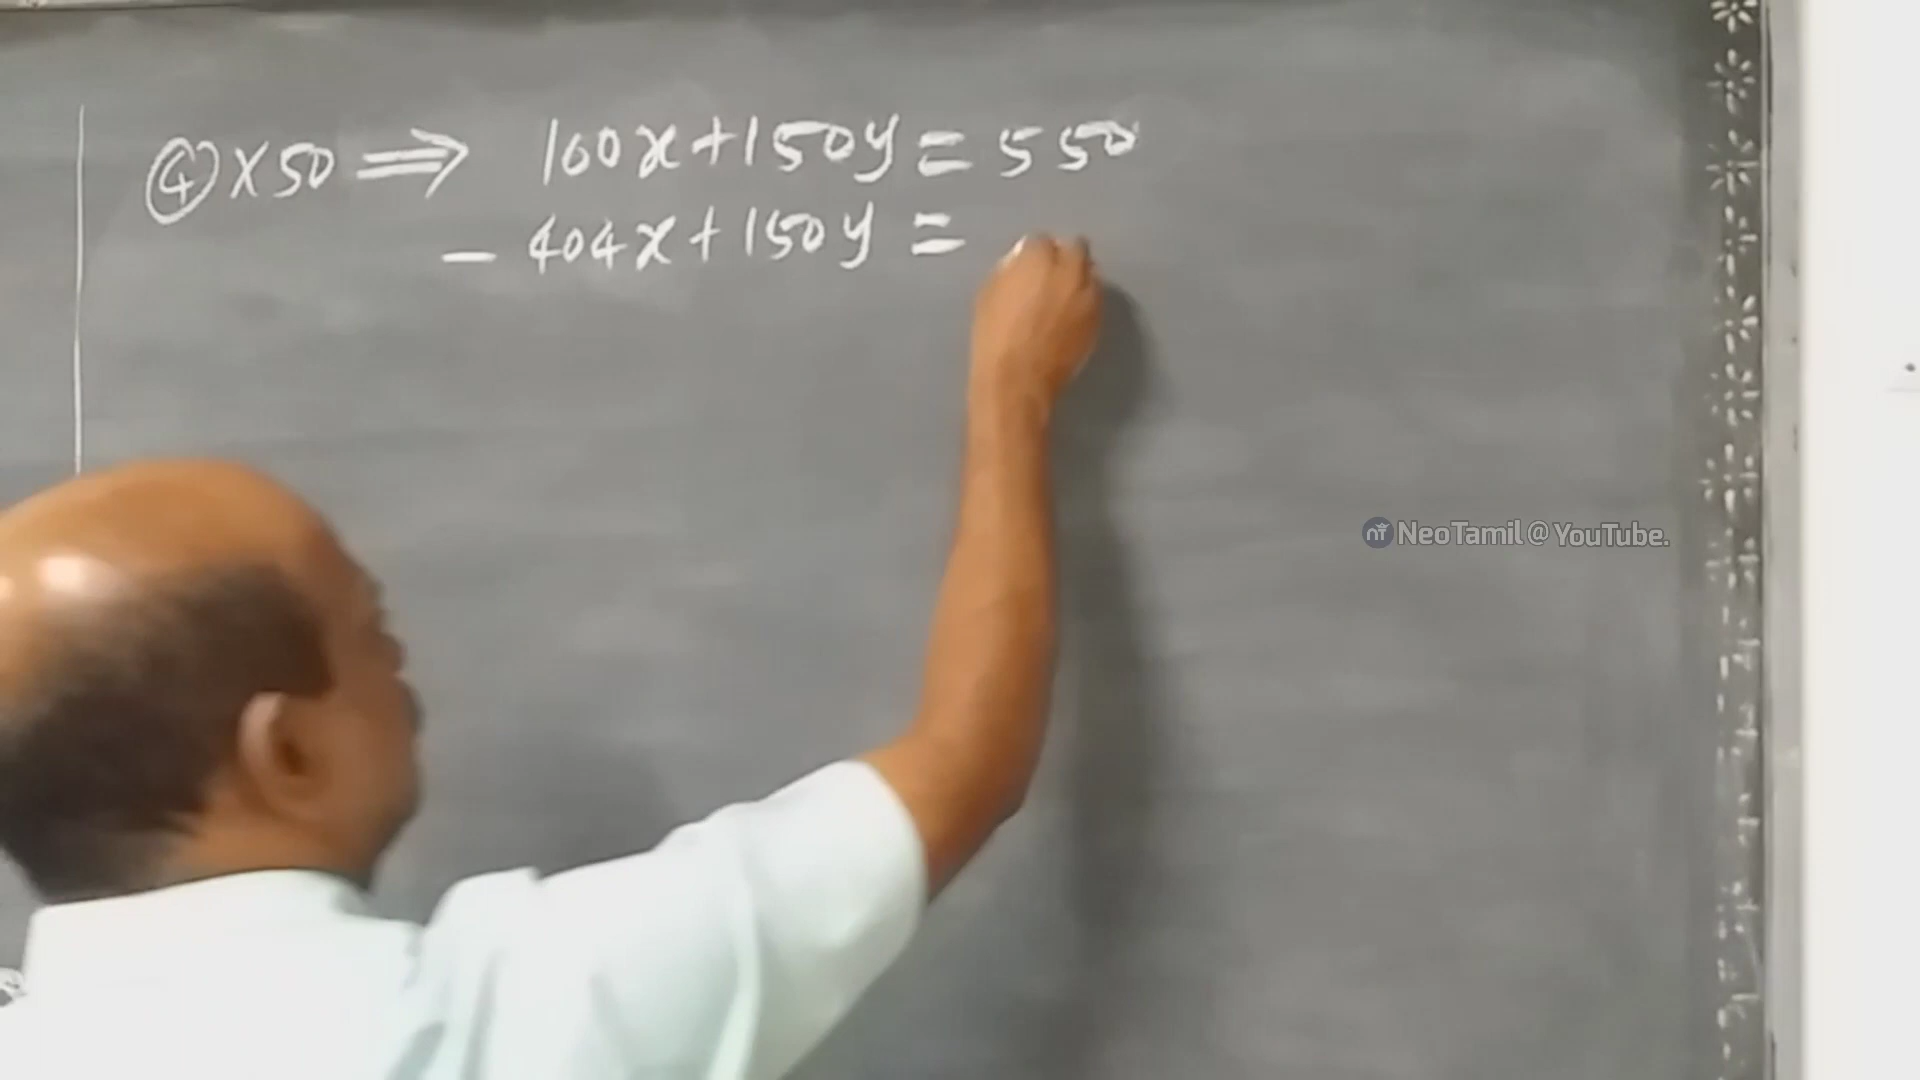 ④ X 50 ⟹ 100x + 150y = 550
− 404x + 150y =
NeoTamil @ YouTube.